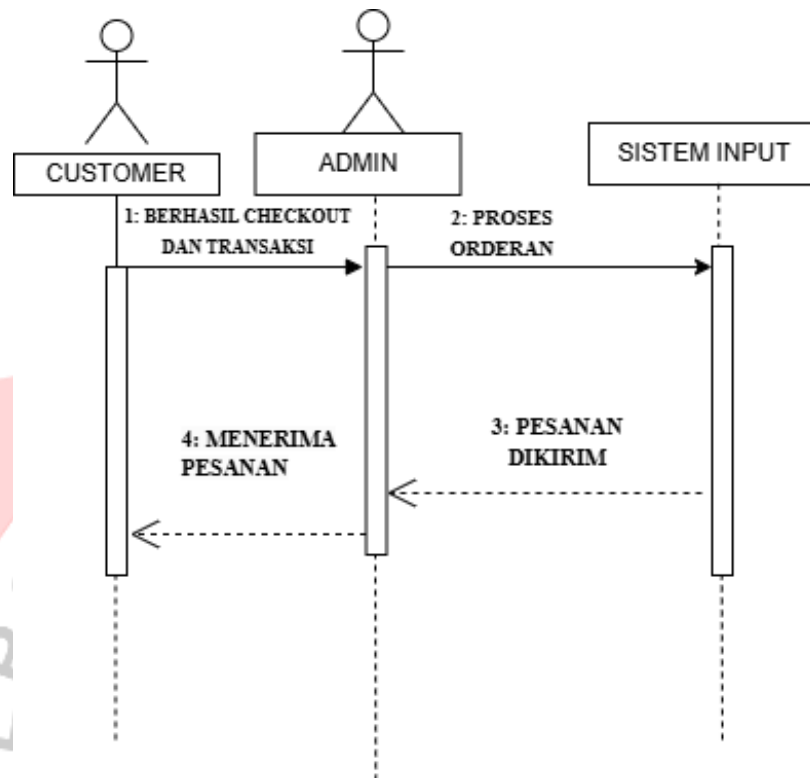 CUSTOMER
ADMIN
SISTEM INPUT
1: BERHASIL CHECKOUT
DAN TRANSAKSI
2: PROSES
ORDERAN
3: PESANAN
DIKIRIM
4: MENERIMA
PESANAN